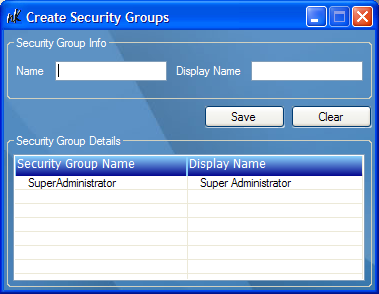 Create Security Groups
Security Group Info
Name Display Name
Save Clear
Security Group Details
Security Group Name Display Name
SuperAdministrator Super Administrator